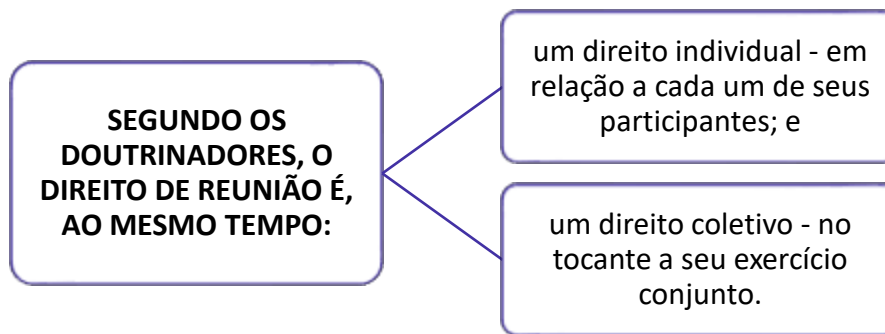 SEGUNDO OS
DOUTRINADORES, O
DIREITO DE REUNIÃO É,
AO MESMO TEMPO:
um direito individual - em
relação a cada um de seus
participantes; e
um direito coletivo - no
tocante a seu exercício
conjunto.